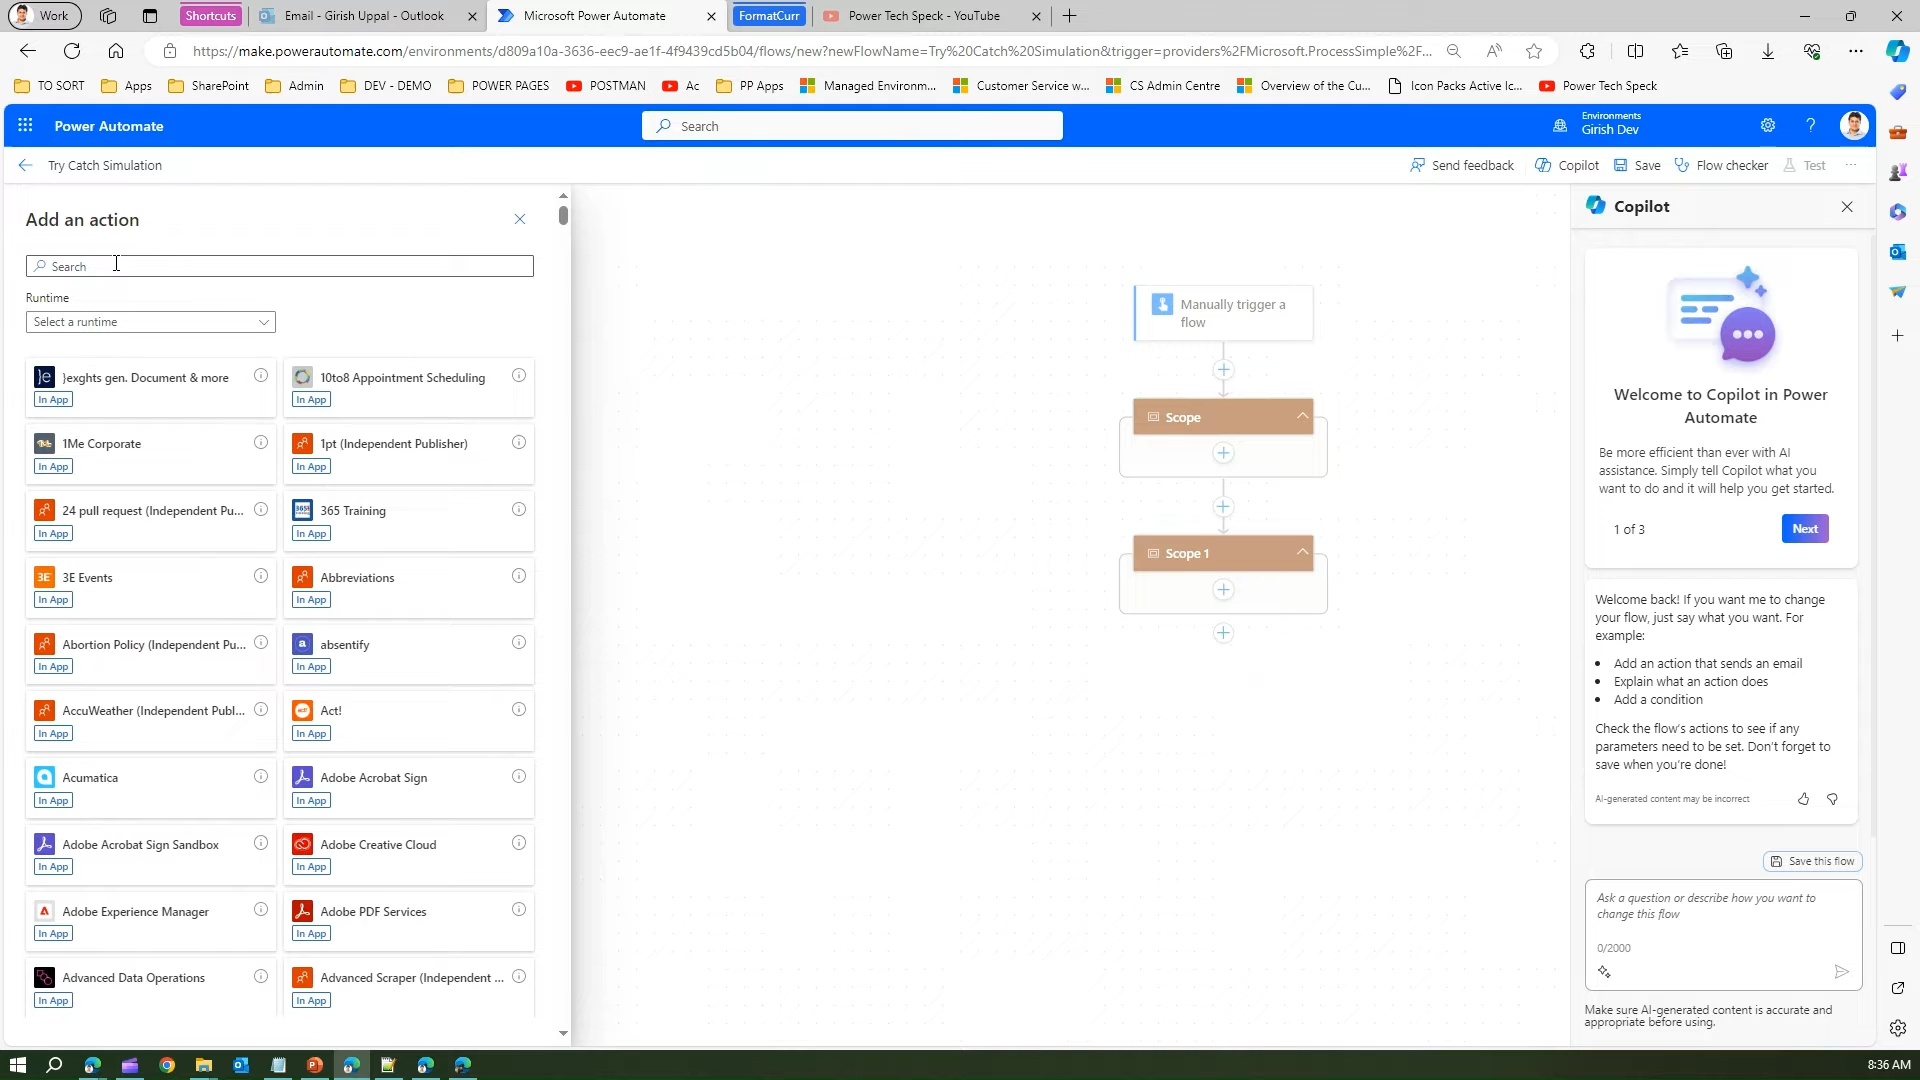 Work
Shortcuts
Email - Girish Uppal - Outlook
Microsoft Power Automate
FormatCurr
Power Tech Speck - YouTube
https://make.powerautomate.com/environments/d809a10a-3636-eec9-ae1f-4f9439cd5b04/flows/new?newFlowName=Try%20Catch%20Simulation&trigger=providers%2FMicrosoft.ProcessSimple%2F...
TO SORT
Apps
SharePoint
Admin
DEV - DEMO
POWER PAGES
POSTMAN
Ac
PP Apps
Managed Environm...
Customer Service w...
CS Admin Centre
Overview of the Cu...
Icon Packs Active Ic...
Power Tech Speck
Power Automate
Search
Environments
Girish Dev
Try Catch Simulation
Send feedback
Copilot
Save
Flow checker
Test
Add an action
Search
Runtime
Select a runtime
}exghts gen. Document & more
In App
10to8 Appointment Scheduling
In App
1Me Corporate
In App
1pt (Independent Publisher)
In App
24 pull request (Independent Pu...
In App
365 Training
In App
3E Events
In App
Abbreviations
In App
Abortion Policy (Independent Pu...
In App
absentify
In App
AccuWeather (Independent Publ...
In App
Act!
In App
Acumatica
In App
Adobe Acrobat Sign
In App
Adobe Acrobat Sign Sandbox
In App
Adobe Creative Cloud
In App
Adobe Experience Manager
In App
Adobe PDF Services
In App
Advanced Data Operations
In App
Advanced Scraper (Independent ...
In App
Manually trigger a
flow
Scope
Scope 1
Copilot
Welcome to Copilot in Power
Automate
Be more efficient than ever with AI
assistance. Simply tell Copilot what you
want to do and it will help you get started.
1 of 3
Next
Welcome back! If you want me to change
your flow, just say what you want. For
example:
• Add an action that sends an email
• Explain what an action does
• Add a condition
Check the flow's actions to see if any
parameters need to be set. Don't forget to
save when you're done!
AI-generated content may be incorrect
Save this flow
Ask a question or describe how you want to
change this flow
0/2000
Make sure AI-generated content is accurate and
appropriate before using.
8:36 AM